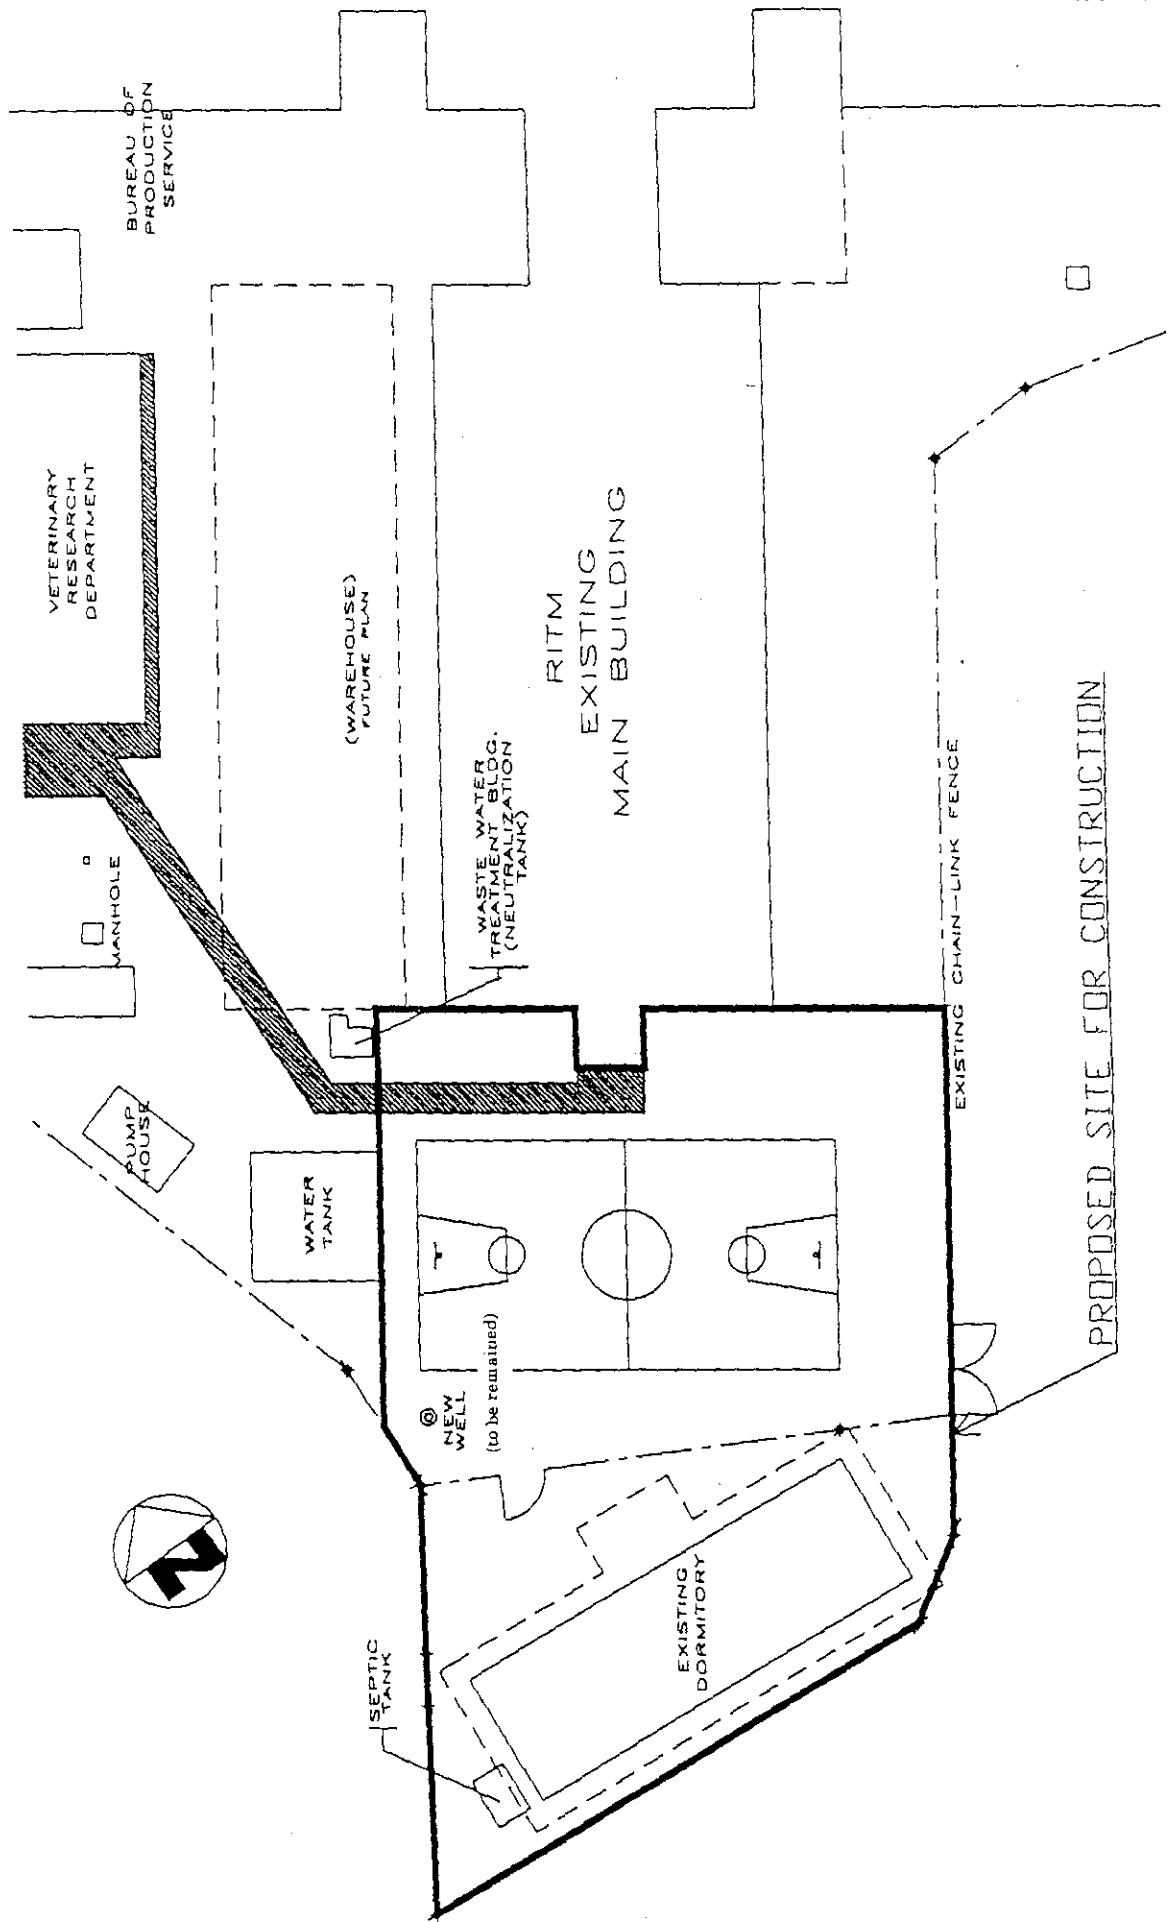 BUREAU OF
PRODUCTION
SERVICE
VETERINARY
RESEARCH
DEPARTMENT
(WAREHOUSE)
FUTURE PLAN
RITM
EXISTING
MAIN BUILDING
MANHOLE
WASTE WATER
TREATMENT BLDG.
(NEUTRALIZATION
TANK)
PUMP
HOUSE
WATER
TANK
NEW
WELL
(to be remained)
EXISTING CHAIN-LINK FENCE
PROPOSED SITE FOR CONSTRUCTION
N
SEPTIC
TANK
EXISTING
DORMITORY